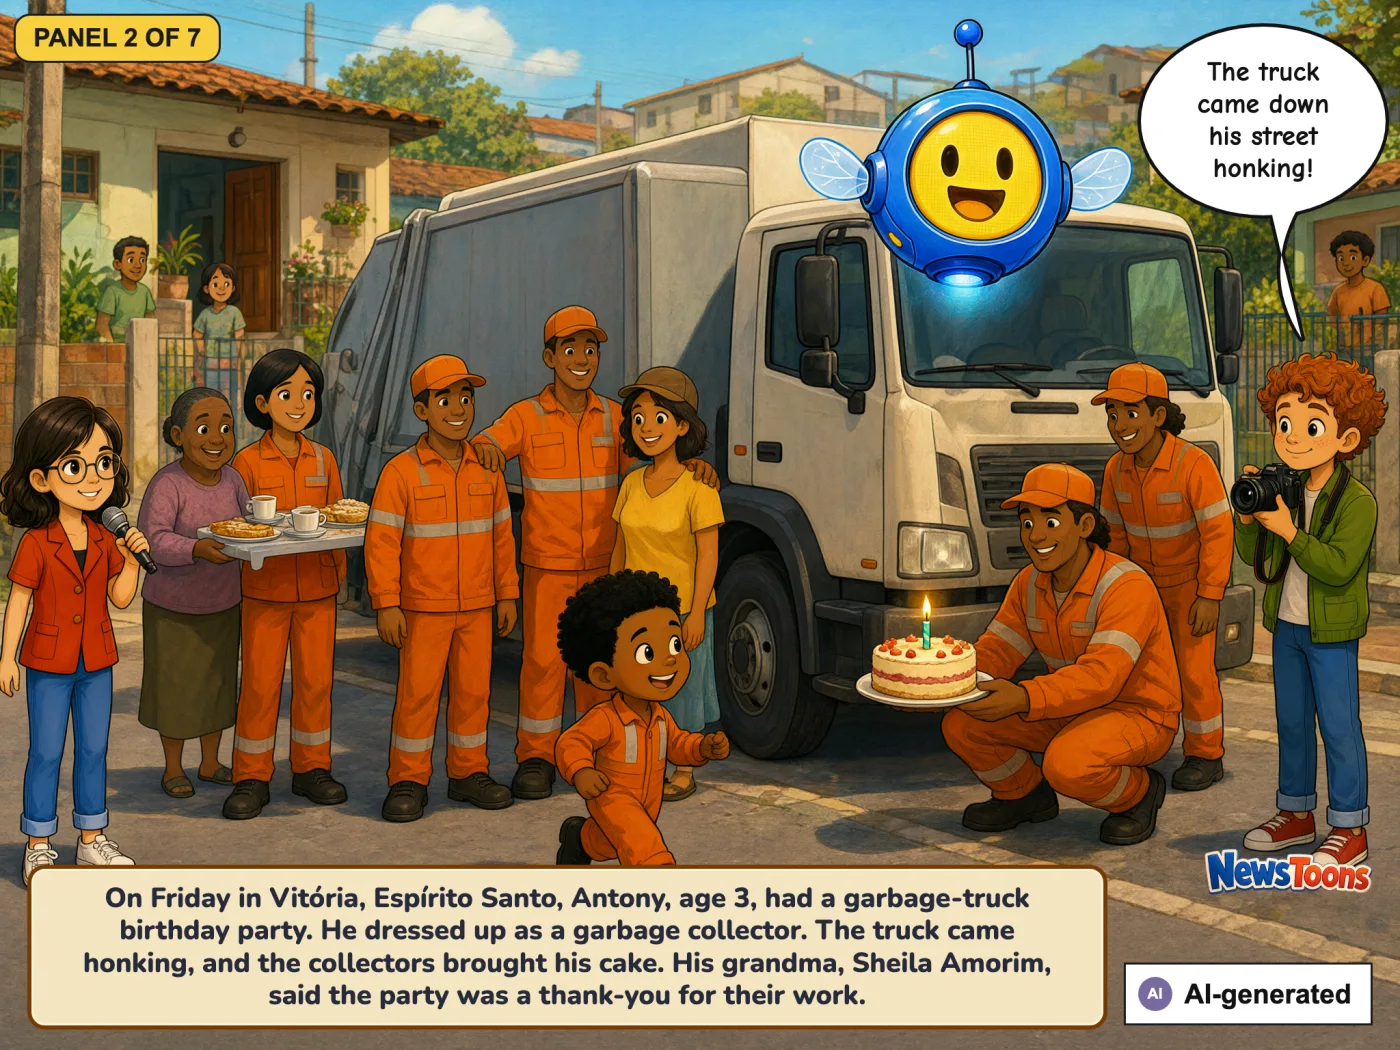 PANEL 2 OF 7
The truck
came down
his street
honking!
On Friday in Vitória, Espírito Santo, Antony, age 3, had a garbage-truck
birthday party. He dressed up as a garbage collector. The truck came
honking, and the collectors brought his cake. His grandma, Sheila Amorim,
said the party was a thank-you for their work.
NewsToons
AI AI-generated